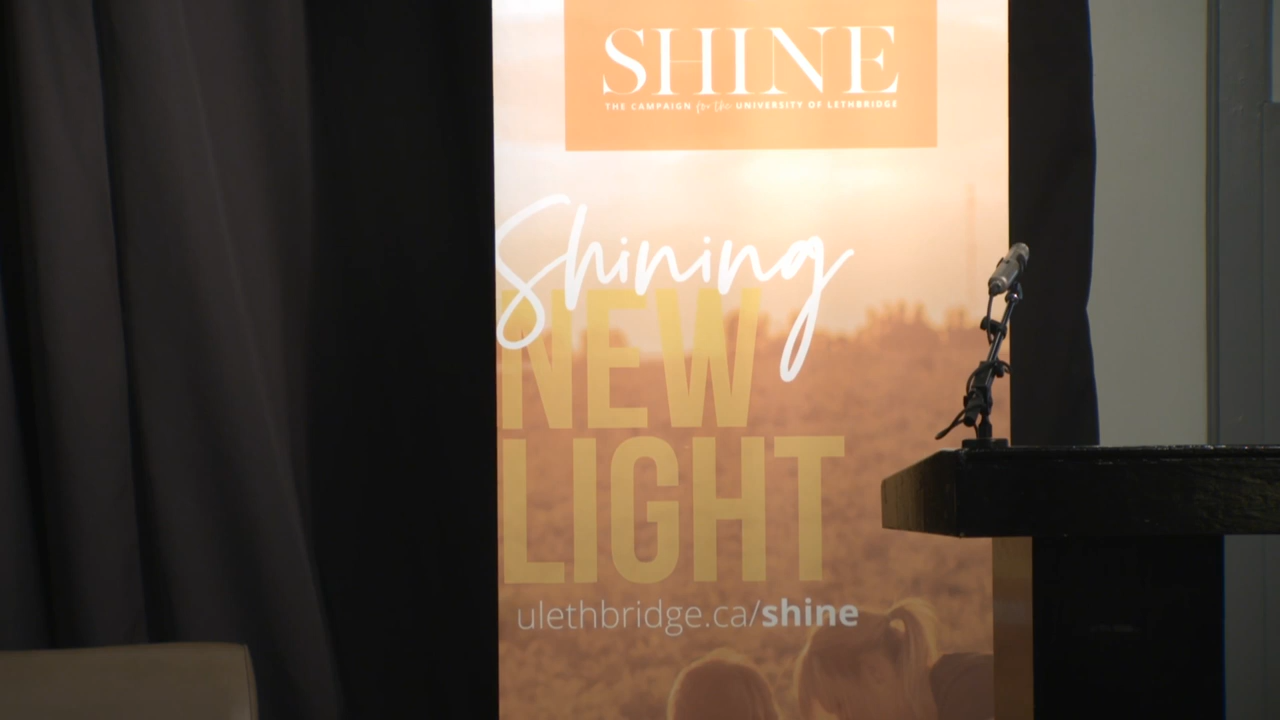 SHINE
THE CAMPAIGN for the UNIVERSITY OF LETHBRIDGE
Shining
NEW
LIGHT
ulethbridge.ca/shine